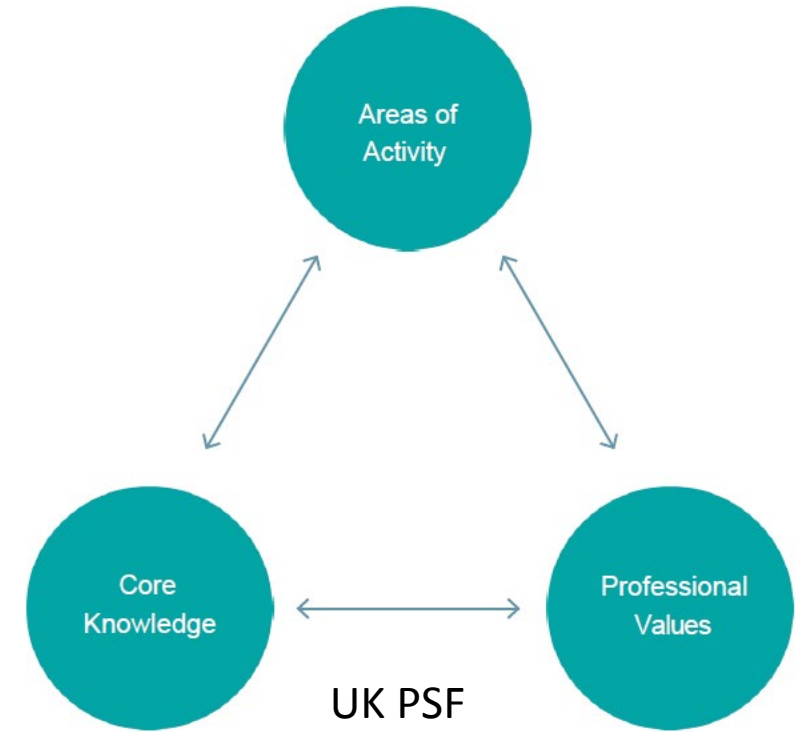 Areas of
Activity
Core
Knowledge
Professional
Values
UK PSF